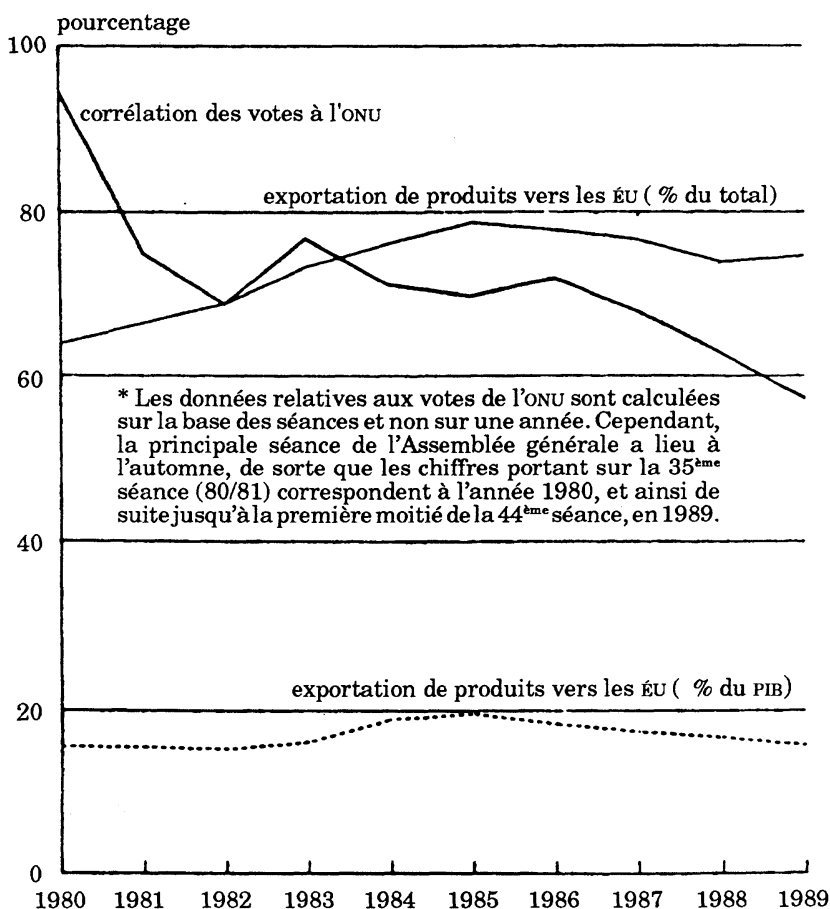 pourcentage
100
corrélation des votes à l'ONU
exportation de produits vers les ÉU ( % du total)
80
60
* Les données relatives aux votes de l'ONU sont calculées
sur la base des séances et non sur une année. Cependant,
la principale séance de l'Assemblée générale a lieu à
l'automne, de sorte que les chiffres portant sur la 35ème
séance (80/81) correspondent à l'année 1980, et ainsi de
suite jusqu'à la première moitié de la 44ème séance, en 1989.
40
exportation de produits vers les ÉU ( % du PIB)
20
0
1980 1981 1982 1983 1984 1985 1986 1987 1988 1989